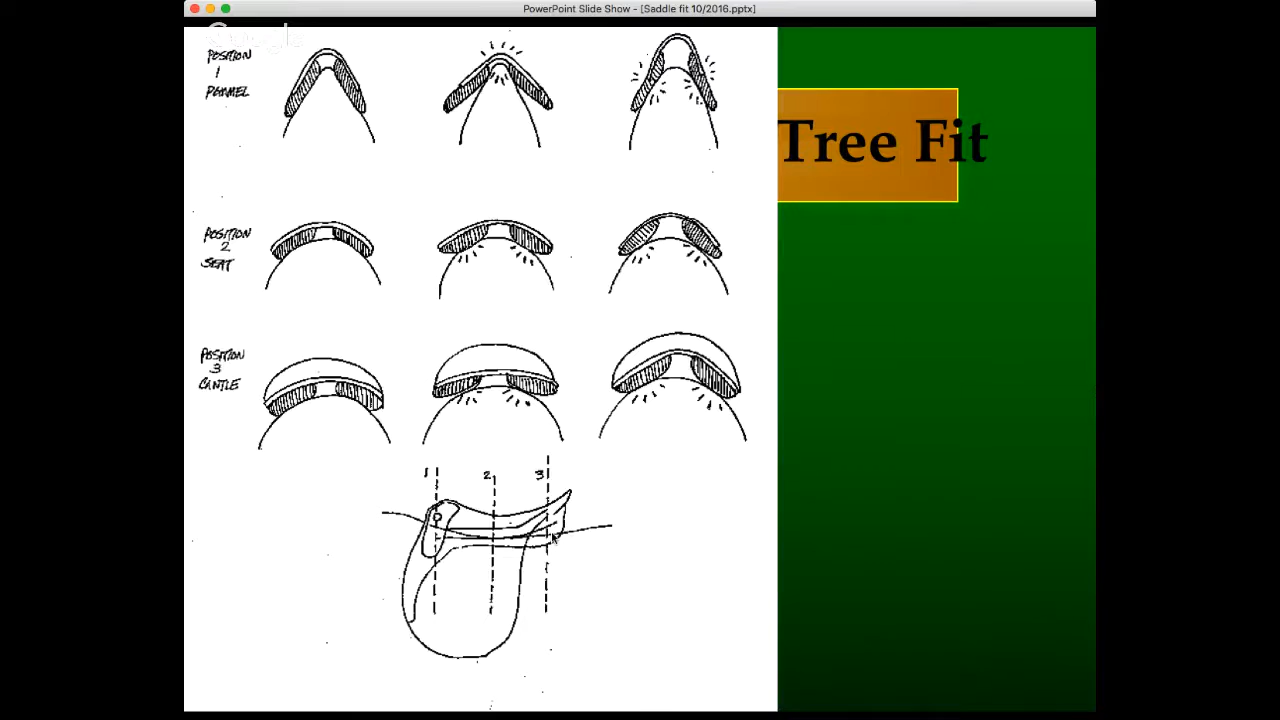 PowerPoint Slide Show - [Saddle fit 10/2016.pptx]
Google
POSITION
1
POMMEL
Tree Fit
POSITION
2
SEAT
POSITION
3
CANTLE
1 2 3